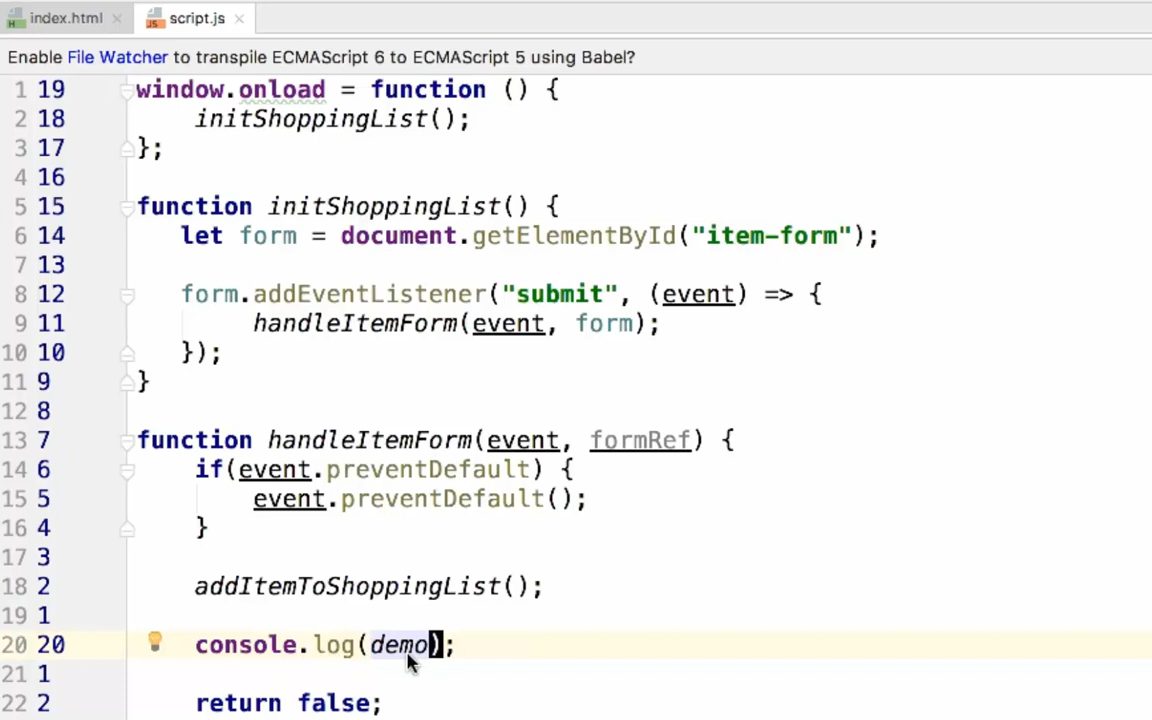 index.html script.js
Enable File Watcher to transpile ECMAScript 6 to ECMAScript 5 using Babel?
1 19 window.onload = function () {
2 18 initShoppingList();
3 17 };
4 16
5 15 function initShoppingList() {
6 14 let form = document.getElementById("item-form");
7 13
8 12 form.addEventListener("submit", (event) => {
9 11 handleItemForm(event, form);
10 10 });
11 9 }
12 8
13 7 function handleItemForm(event, formRef) {
14 6 if(event.preventDefault) {
15 5 event.preventDefault();
16 4 }
17 3
18 2 addItemToShoppingList();
19 1
20 20 console.log(demo);
21 1
22 2 return false;